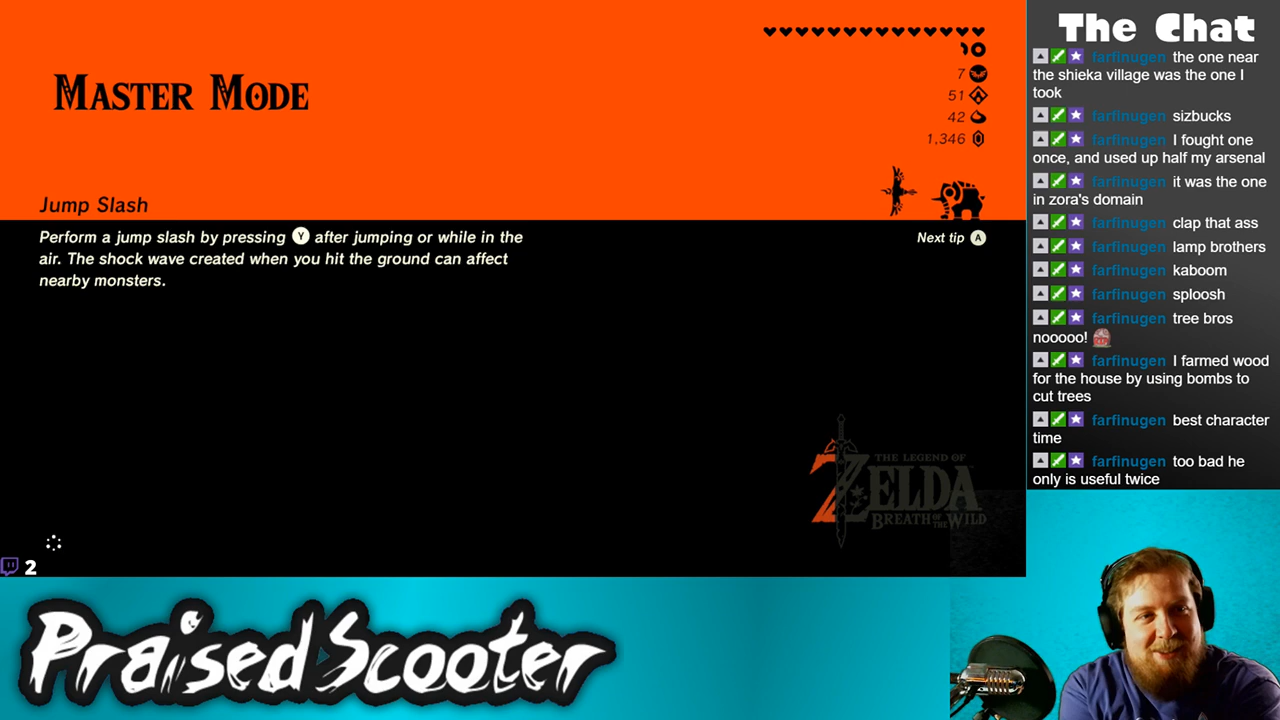 MASTER MODE
7
51
42
1,346
Jump Slash
Perform a jump slash by pressing Y after jumping or while in the
air. The shock wave created when you hit the ground can affect
nearby monsters.
Next tip A
THE LEGEND OF
ZELDA
BREATH OF THE WILD
2
PraisedScooter
The Chat
farfinugen the one near
the shieka village was the one I
took
farfinugen sizbucks
farfinugen I fought one
once, and used up half my arsenal
farfinugen it was the one
in zora's domain
farfinugen clap that ass
farfinugen lamp brothers
farfinugen kaboom
farfinugen sploosh
farfinugen tree bros
nooooo!
farfinugen I farmed wood
for the house by using bombs to
cut trees
farfinugen best character
time
farfinugen too bad he
only is useful twice